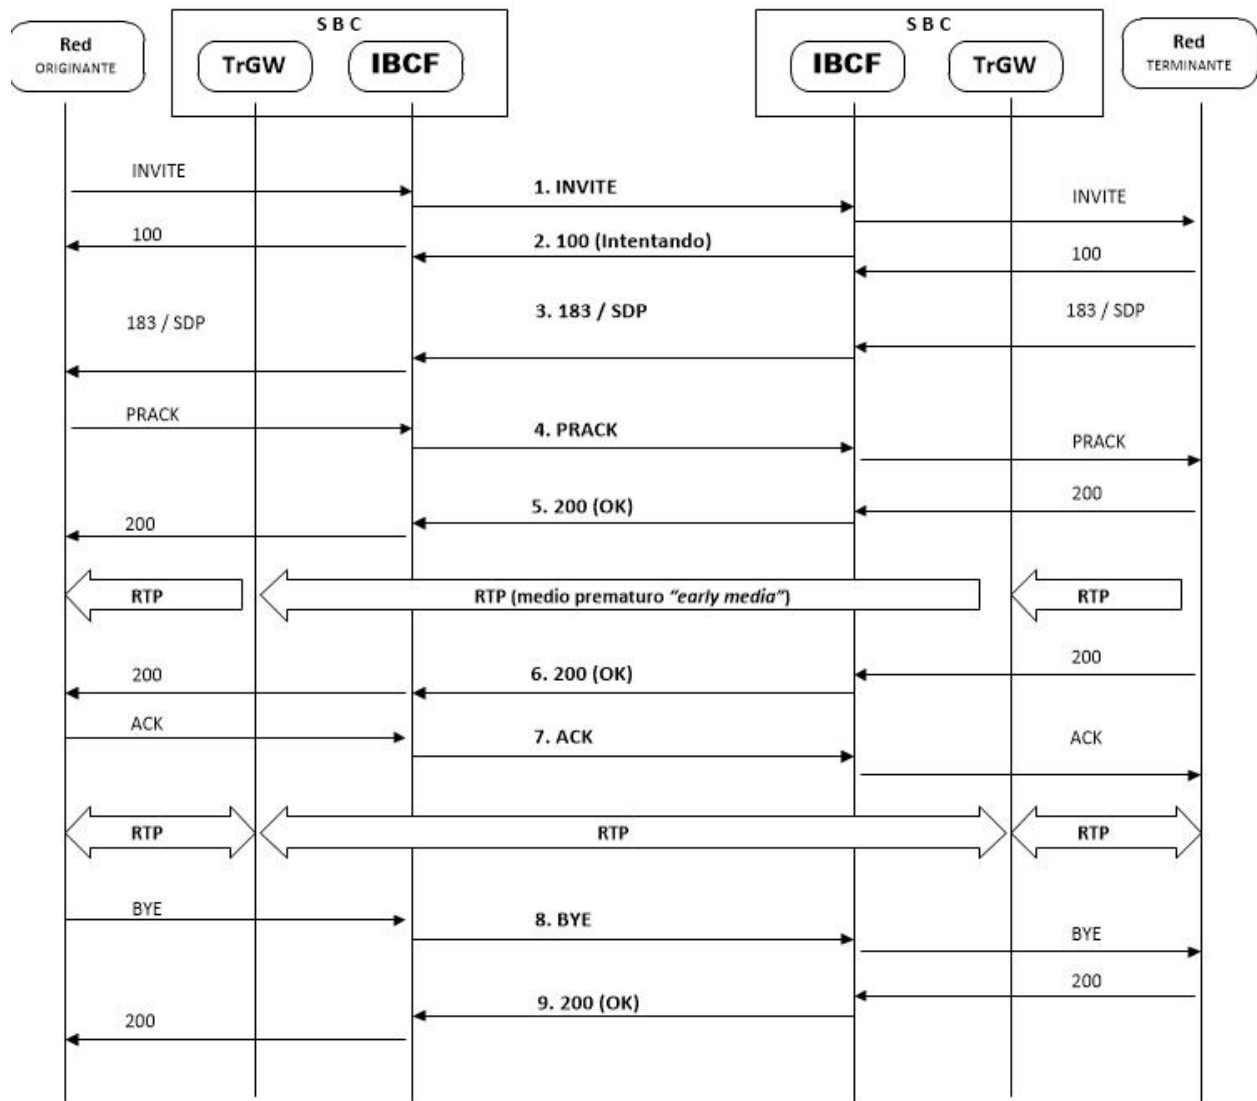 S B C
S B C
Red
ORIGINANTE
TrGW
IBCF
IBCF
TrGW
Red
TERMINANTE
INVITE
1. INVITE
INVITE
100
2. 100 (Intentando)
100
183 / SDP
3. 183 / SDP
183 / SDP
PRACK
4. PRACK
PRACK
200
5. 200 (OK)
200
RTP
RTP (medio prematuro “early media”)
RTP
200
6. 200 (OK)
200
ACK
7. ACK
ACK
RTP
RTP
RTP
BYE
8. BYE
BYE
200
9. 200 (OK)
200